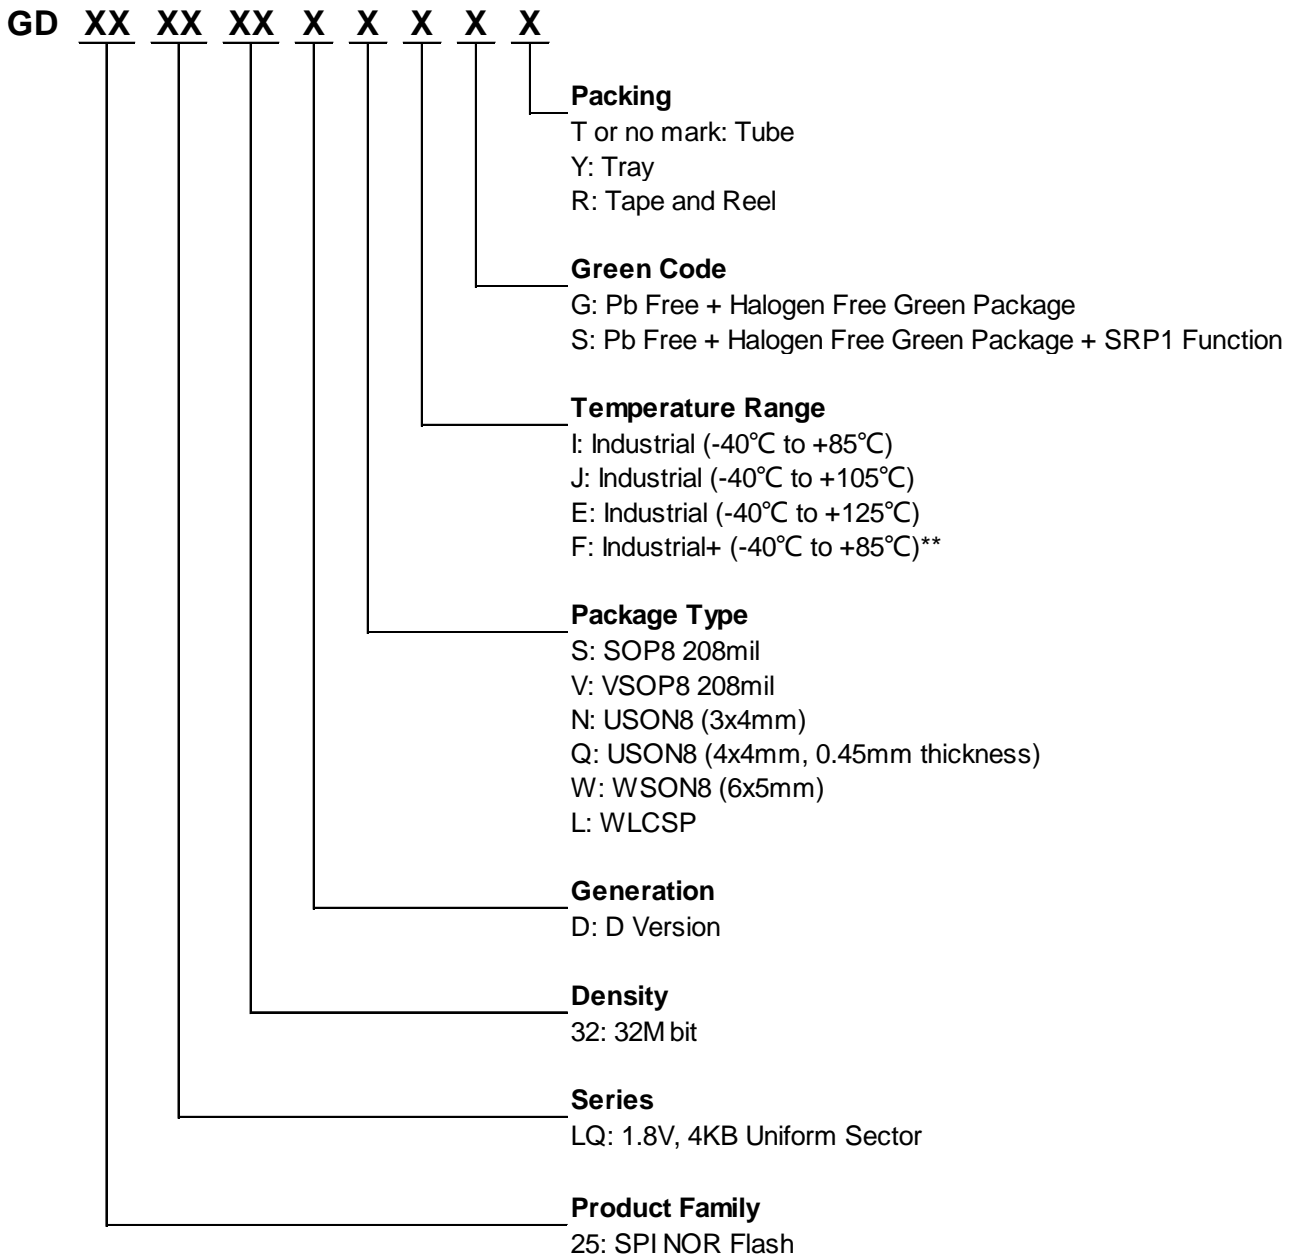 GD XX XX XX X X X X X
Packing
T or no mark: Tube
Y: Tray
R: Tape and Reel
Green Code
G: Pb Free + Halogen Free Green Package
S: Pb Free + Halogen Free Green Package + SRP1 Function
Temperature Range
I: Industrial (-40℃ to +85℃)
J: Industrial (-40℃ to +105℃)
E: Industrial (-40℃ to +125℃)
F: Industrial+ (-40℃ to +85℃)**
Package Type
S: SOP8 208mil
V: VSOP8 208mil
N: USON8 (3x4mm)
Q: USON8 (4x4mm, 0.45mm thickness)
W: WSON8 (6x5mm)
L: WLCSP
Generation
D: D Version
Density
32: 32M bit
Series
LQ: 1.8V, 4KB Uniform Sector
Product Family
25: SPI NOR Flash